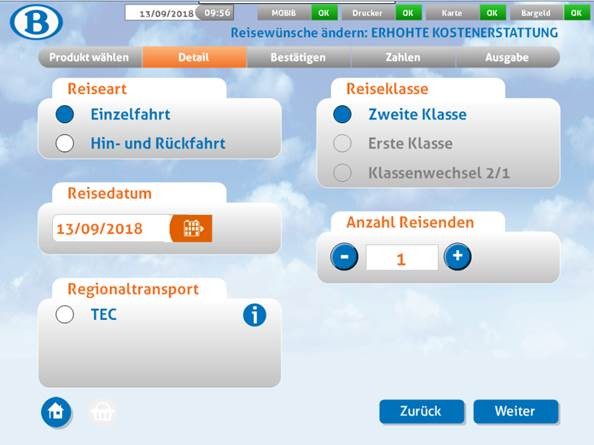 B
13/09/2018 09:56 MOBIB OK Drucker OK Karte OK Bargeld OK
Reisewünsche ändern: ERHOHTE KOSTENERSTATTUNG
Produkt wählen Detail Bestätigen Zahlen Ausgabe
Reiseart
Einzelfahrt
Hin- und Rückfahrt
Reiseklasse
Zweite Klasse
Erste Klasse
Klassenwechsel 2/1
Reisedatum
13/09/2018
Anzahl Reisenden
- 1 +
Regionaltransport
TEC i
Zurück Weiter